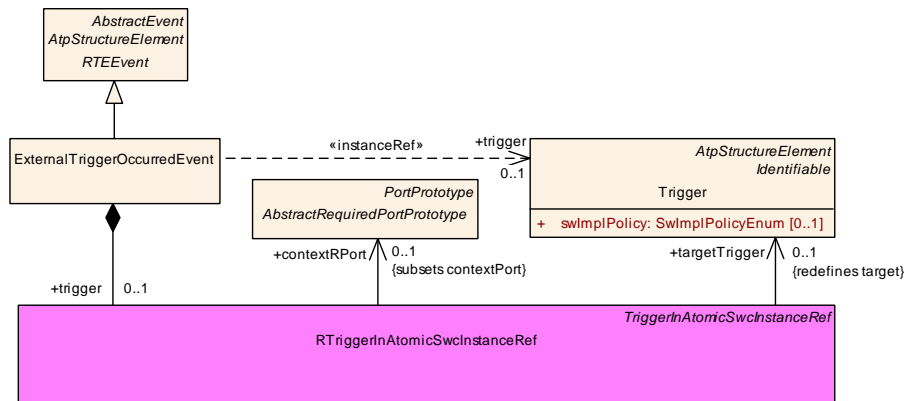 AbstractEvent
AtpStructureElement
RTEEvent
ExternalTriggerOccurredEvent
«instanceRef»
+trigger
0..1
AtpStructureElement
Identifiable
Trigger
+ swImplPolicy: SwImplPolicyEnum [0..1]
PortPrototype
AbstractRequiredPortPrototype
+contextRPort
0..1
{subsets contextPort}
+targetTrigger
0..1
{redefines target}
+trigger
0..1
TriggerInAtomicSwcInstanceRef
RTriggerInAtomicSwcInstanceRef